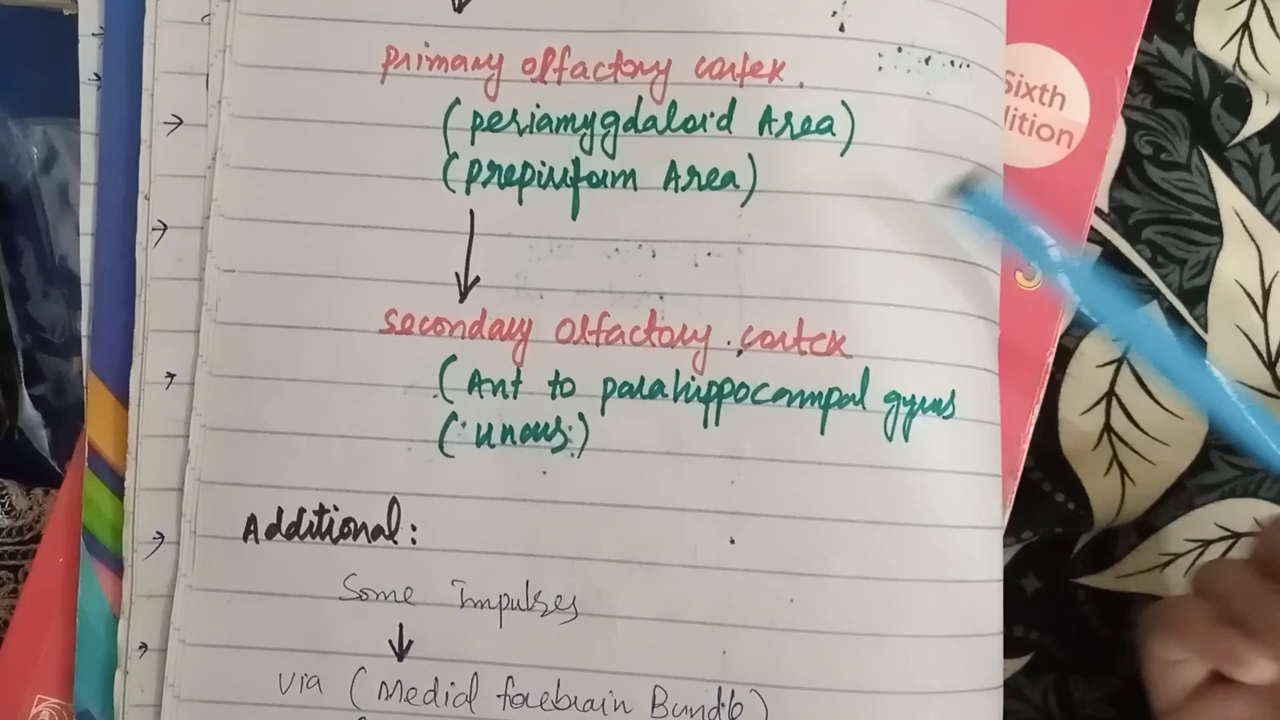 primary olfactory cortex.
(periamygdaloid Area)
(prepiriform Area)
secondary olfactory cortex
(Ant to parahippocampal gyrus
(uncus)
Additional:
Some Impulses
via (Medial forebrain Bundle)
Sixth
dition